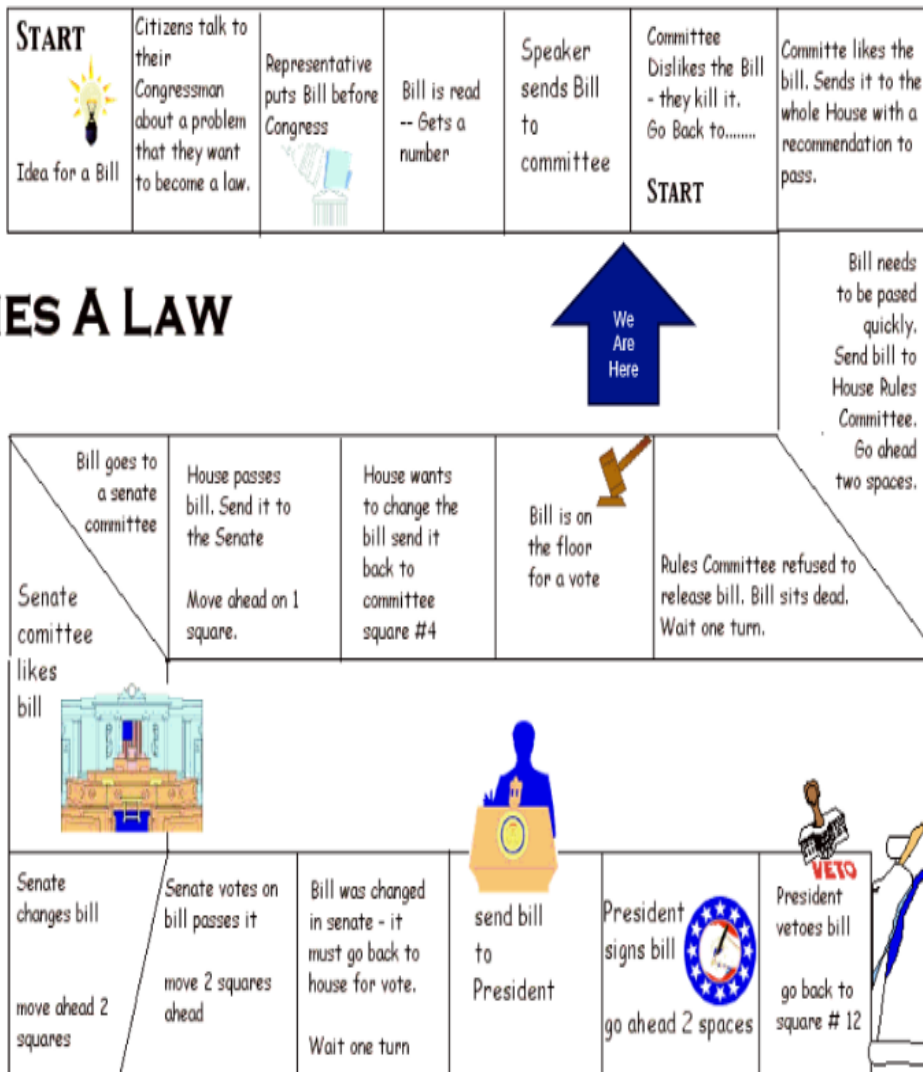 START
Idea for a Bill
Citizens talk to
their
Congressman
about a problem
that they want
to become a law.
Representative
puts Bill before
Congress
Bill is read
-- Gets a
number
Speaker
sends Bill
to
committee
Committee
Dislikes the Bill
- they kill it.
Go Back to........
START
Committe likes the
bill. Sends it to the
whole House with a
recommendation to
pass.
IES A LAW
We
Are
Here
Bill needs
to be pased
quickly.
Send bill to
House Rules
Committee.
Go ahead
two spaces.
Rules Committee refused to
release bill. Bill sits dead.
Wait one turn.
Bill is on
the floor
for a vote
House wants
to change the
bill send it
back to
committee
square #4
House passes
bill. Send it to
the Senate
Move ahead on 1
square.
Bill goes to
a senate
committee
Senate
comittee
likes
bill
Senate
changes bill
move ahead 2
squares
Senate votes on
bill passes it
move 2 squares
ahead
Bill was changed
in senate - it
must go back to
house for vote.
Wait one turn
send bill
to
President
President
signs bill
go ahead 2 spaces
VETO
President
vetoes bill
go back to
square # 12